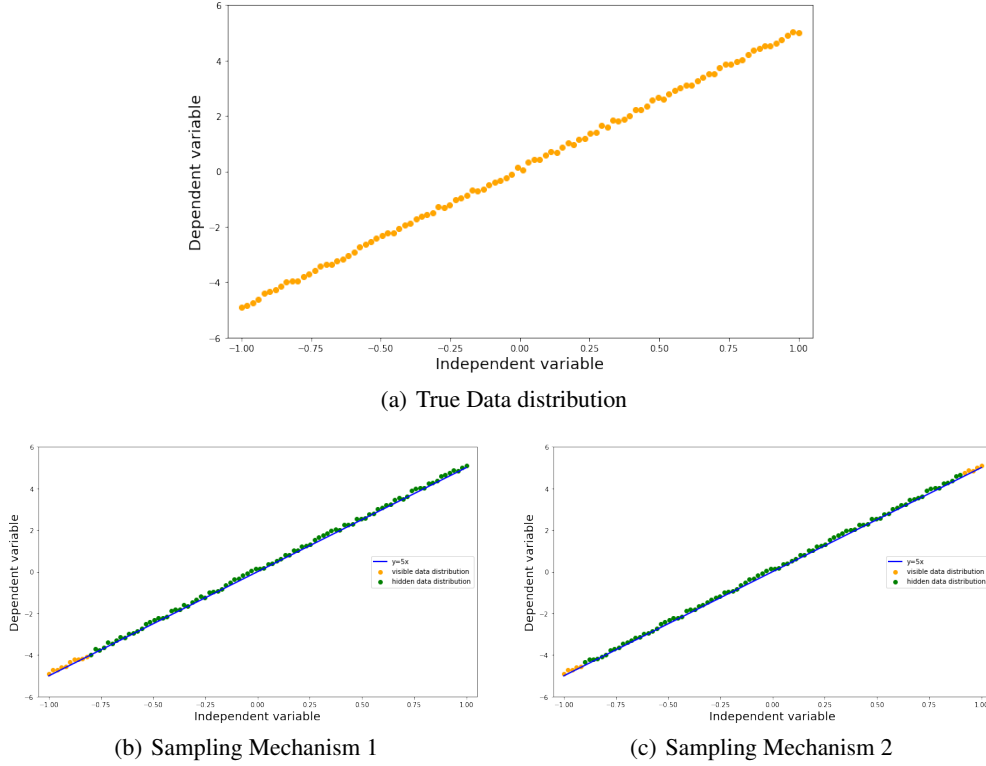 6
4
2
0
−2
−4
−6
Dependent variable
−1.00 −0.75 −0.50 −0.25 0.00 0.25 0.50 0.75 1.00
Independent variable
(a) True Data distribution
6
4
2
0
−2
−4
−6
Dependent variable
y=5x
visible data distribution
hidden data distribution
−1.00 −0.75 −0.50 −0.25 0.00 0.25 0.50 0.75 1.00
Independent variable
(b) Sampling Mechanism 1
6
4
2
0
−2
−4
−6
Dependent variable
y=5x
visible data distribution
hidden data distribution
−1.00 −0.75 −0.50 −0.25 0.00 0.25 0.50 0.75 1.00
Independent variable
(c) Sampling Mechanism 2